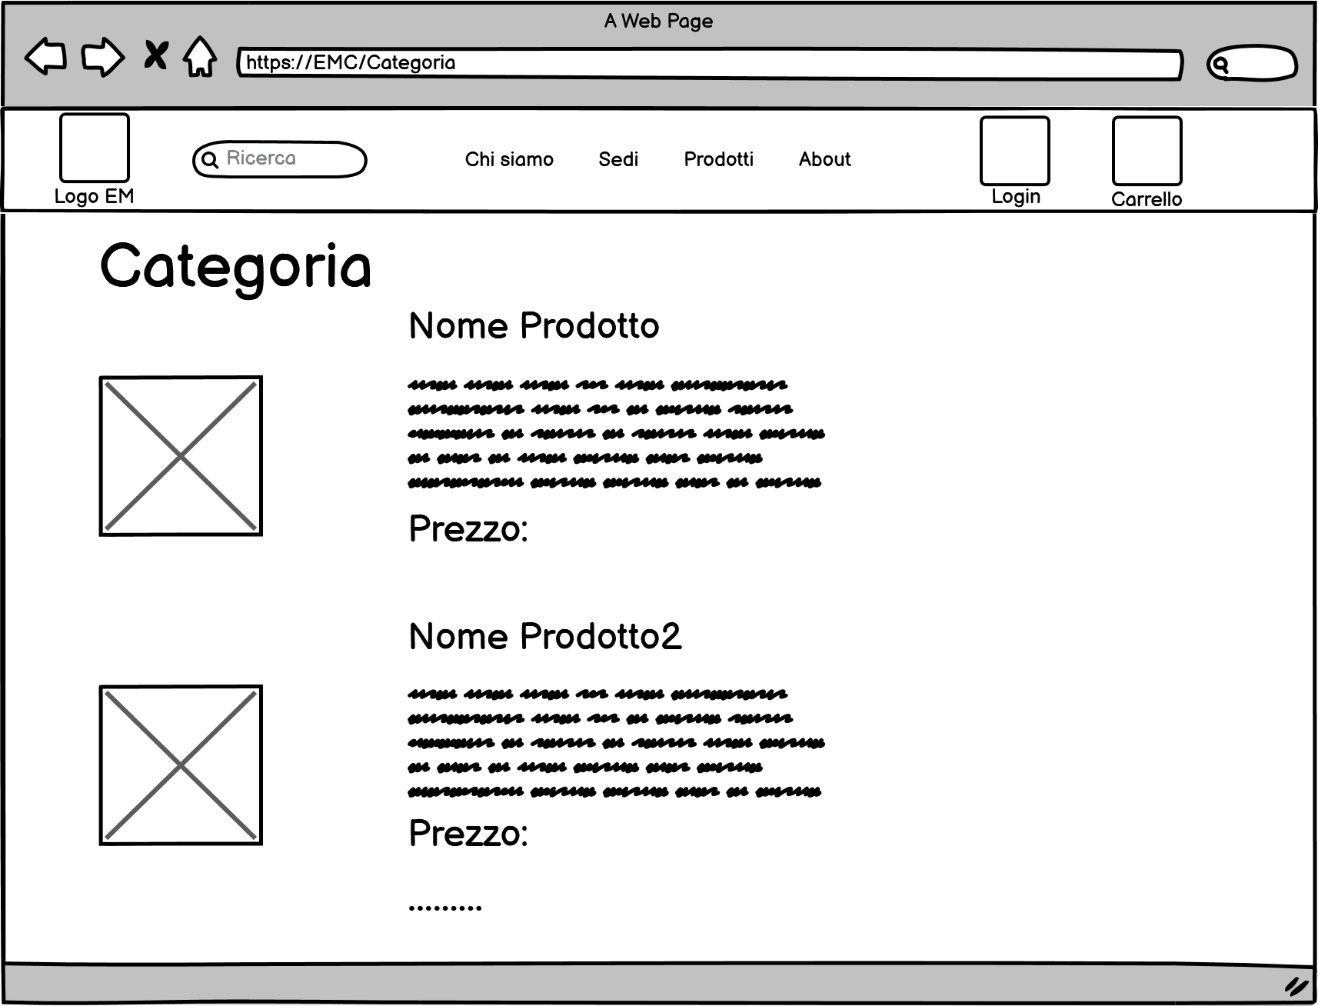 A Web Page
https://EMC/Categoria
Ricerca
Chi siamo Sedi Prodotti About
Logo EM
Login
Carrello
Categoria
Nome Prodotto
Prezzo:
Nome Prodotto2
Prezzo:
.........